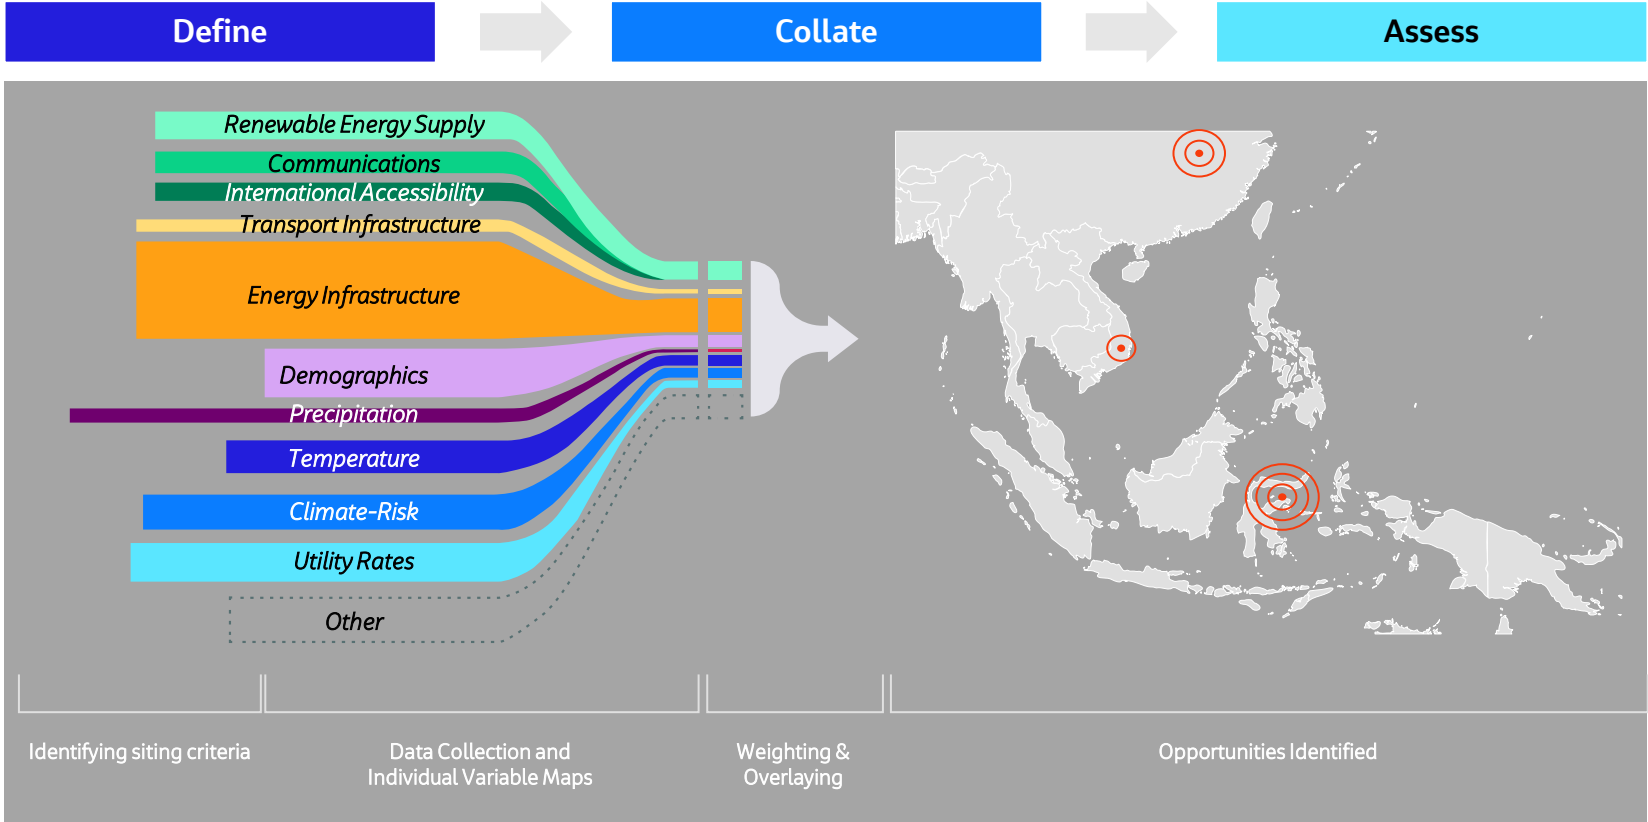 Define
Collate
Assess
Renewable Energy Supply
Communications
International Accessibility
Transport Infrastructure
Energy Infrastructure
Demographics
Precipitation
Temperature
Climate-Risk
Utility Rates
Other
Identifying siting criteria
Data Collection and
Individual Variable Maps
Weighting &
Overlaying
Opportunities Identified